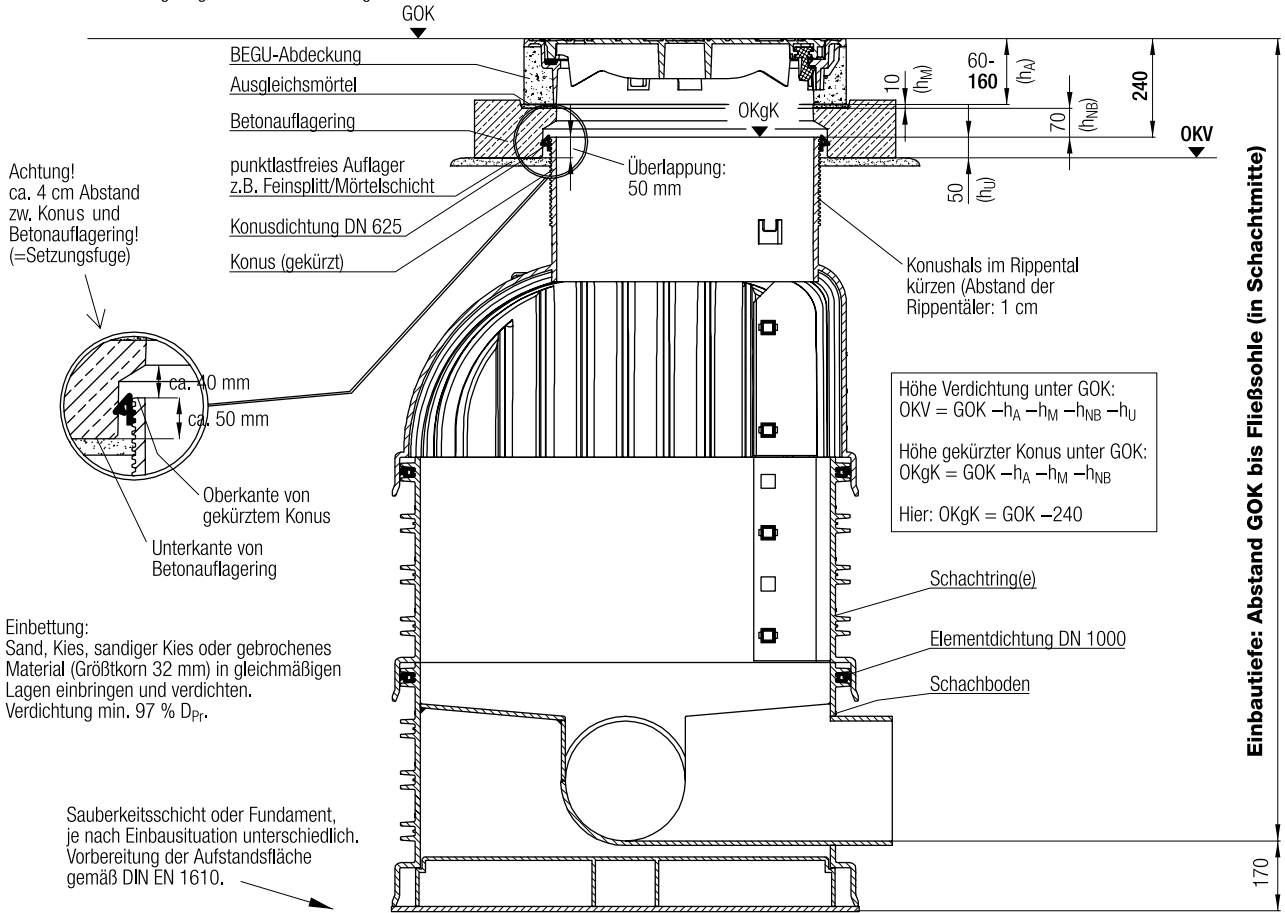 GOK
BEGU-Abdeckung
Ausgleichsmörtel
Betonauflagering
punktlastfreies Auflager
z.B. Feinsplitt/Mörtelschicht
Konusdichtung DN 625
Konus (gekürzt)
OKgK
Überlappung:
50 mm
10
(hM)
60-
160
(hA)
240
70
(hNB)
50
(hU)
OKV
Achtung!
ca. 4 cm Abstand
zw. Konus und
Betonauflagering!
(=Setzungsfuge)
Konushals im Rippental
kürzen (Abstand der
Rippentäler: 1 cm
ca. 40 mm
ca. 50 mm
Oberkante von
gekürztem Konus
Unterkante von
Betonauflagering
Höhe Verdichtung unter GOK:
OKV = GOK –hA –hM –hNB –hU
Höhe gekürzter Konus unter GOK:
OKgK = GOK –hA –hM –hNB
Hier: OKgK = GOK –240
Schachtring(e)
Elementdichtung DN 1000
Schachboden
Einbettung:
Sand, Kies, sandiger Kies oder gebrochenes
Material (Größtkorn 32 mm) in gleichmäßigen
Lagen einbringen und verdichten.
Verdichtung min. 97 % DPr.
Sauberkeitsschicht oder Fundament,
je nach Einbausituation unterschiedlich.
Vorbereitung der Aufstandsfläche
gemäß DIN EN 1610.
Einbautiefe: Abstand GOK bis Fließsohle (in Schachtmitte)
170